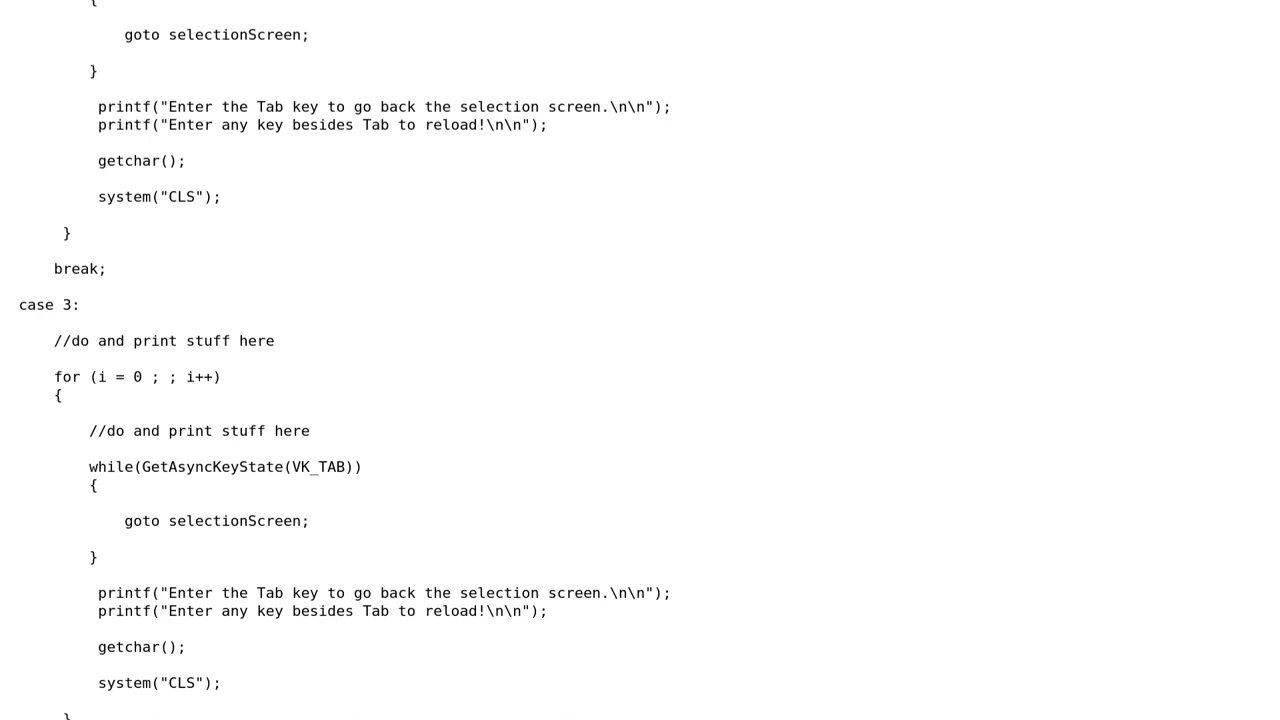 {
goto selectionScreen;
}
printf("Enter the Tab key to go back the selection screen.\n\n");
printf("Enter any key besides Tab to reload!\n\n");
getchar();
system("CLS");
}
break;
case 3:
//do and print stuff here
for (i = 0 ; ; i++)
{
//do and print stuff here
while(GetAsyncKeyState(VK_TAB))
{
goto selectionScreen;
}
printf("Enter the Tab key to go back the selection screen.\n\n");
printf("Enter any key besides Tab to reload!\n\n");
getchar();
system("CLS");
}